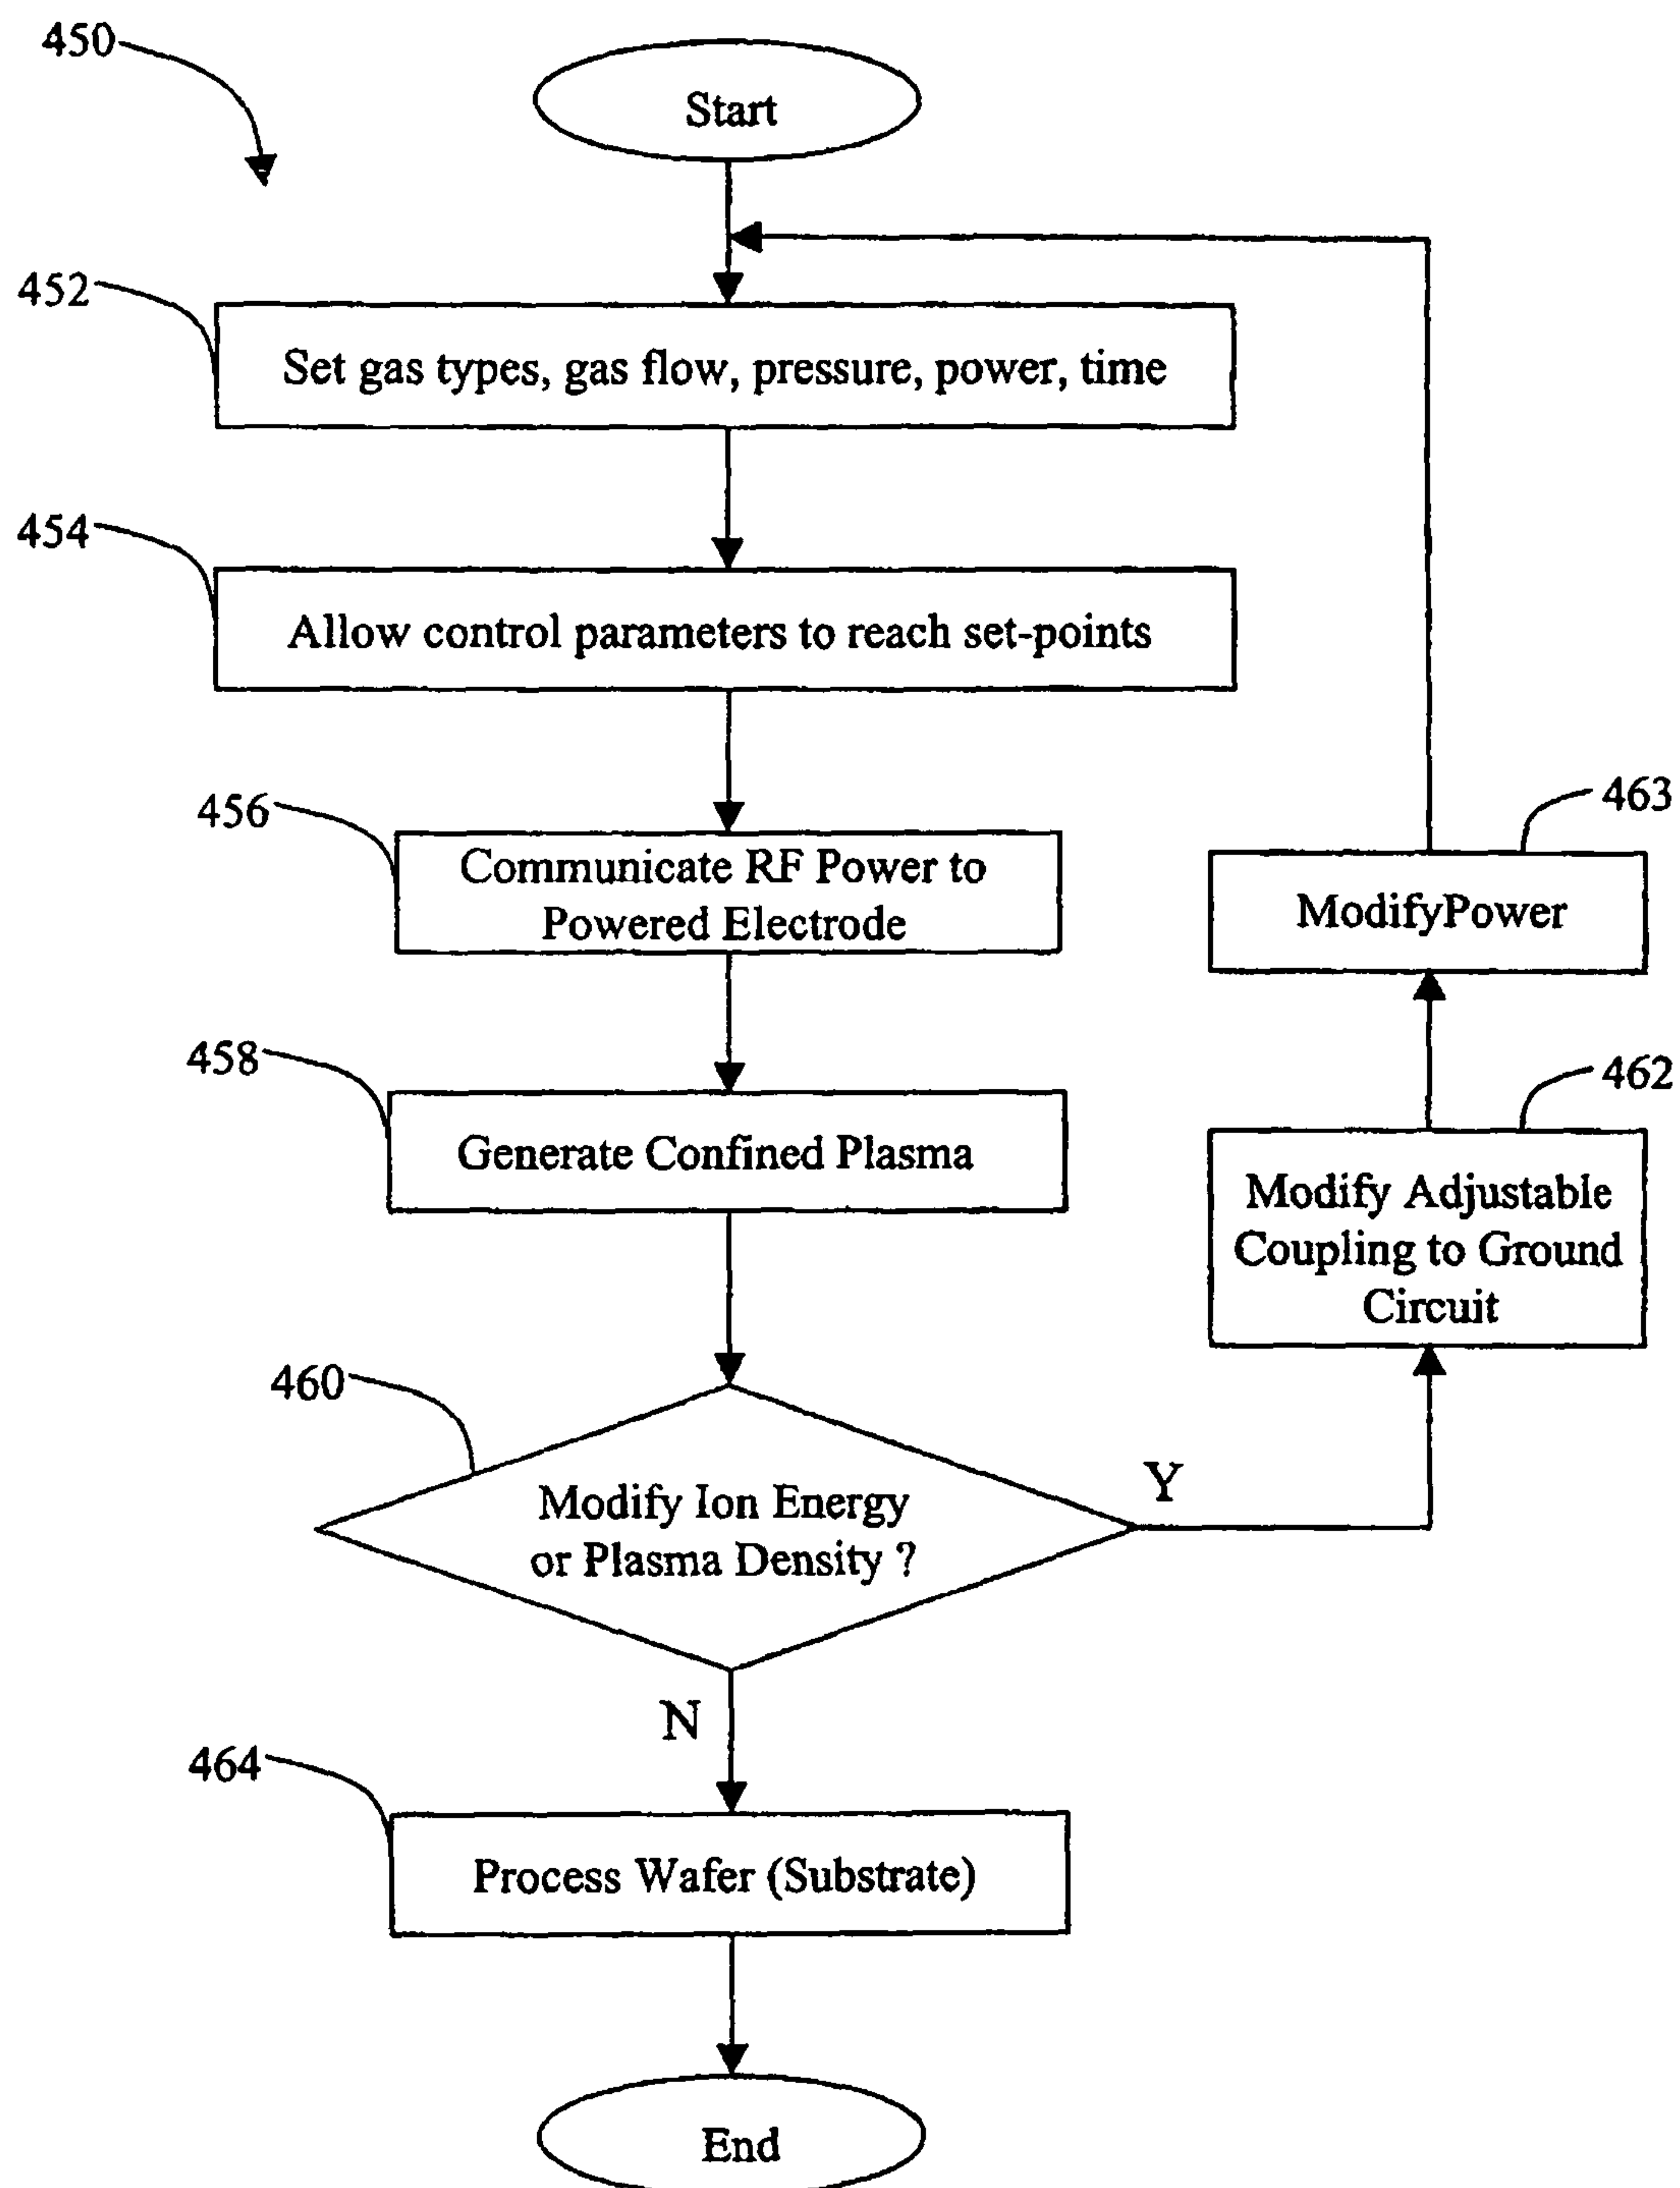 450
Start
452
Set gas types, gas flow, pressure, power, time
454
Allow control parameters to reach set-points
456
Communicate RF Power to
Powered Electrode
463
ModifyPower
458
Generate Confined Plasma
462
Modify Adjustable
Coupling to Ground
Circuit
460
Modify Ion Energy
or Plasma Density ?
Y
N
464
Process Wafer (Substrate)
End